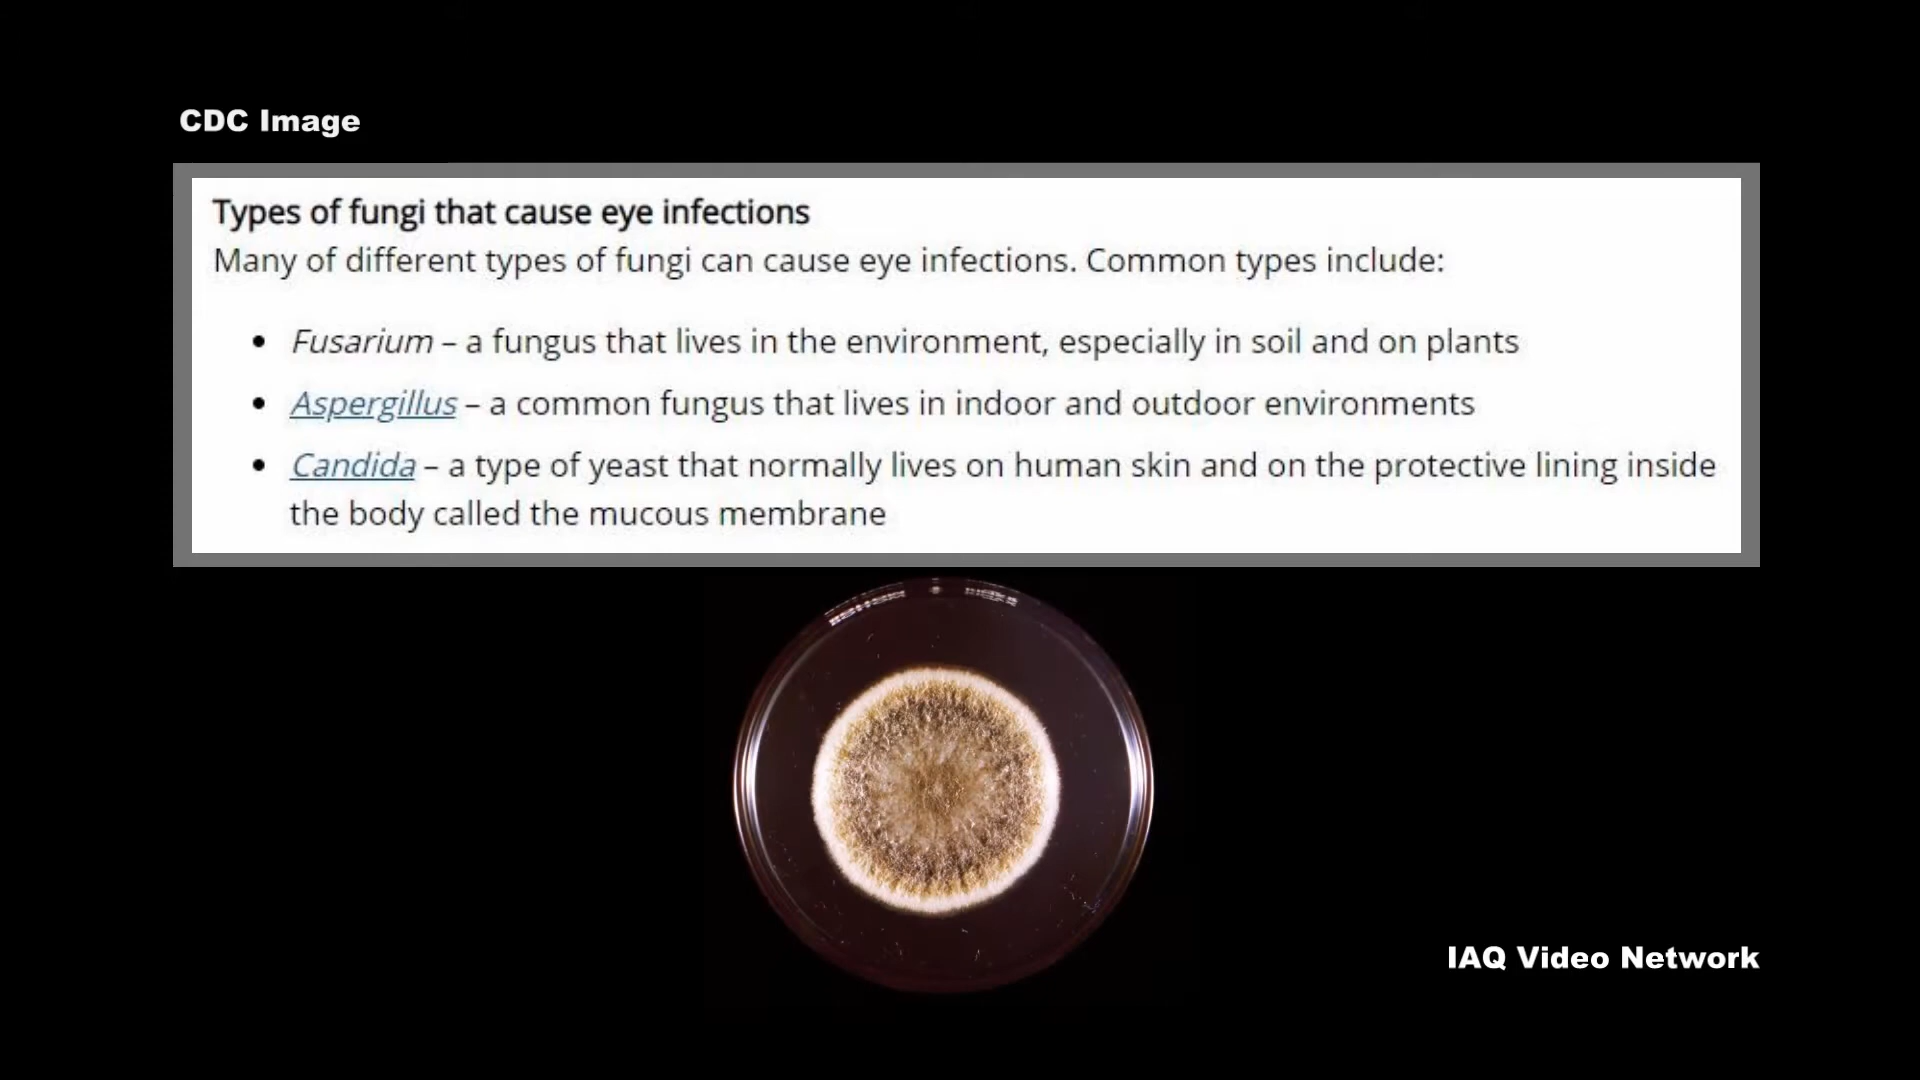 CDC Image
Types of fungi that cause eye infections
Many of different types of fungi can cause eye infections. Common types include:
• Fusarium – a fungus that lives in the environment, especially in soil and on plants
• Aspergillus – a common fungus that lives in indoor and outdoor environments
• Candida – a type of yeast that normally lives on human skin and on the protective lining inside
the body called the mucous membrane
IAQ Video Network